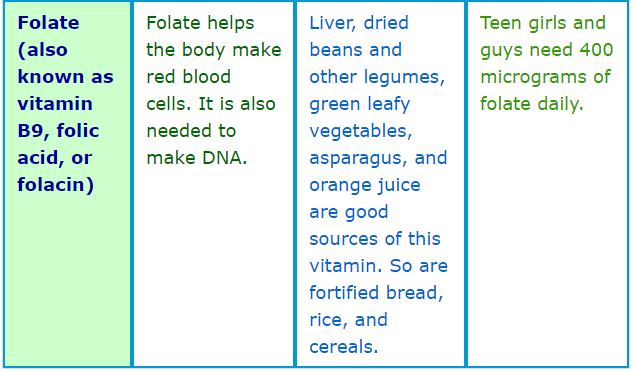 Folate
(also
known as
vitamin
B9, folic
acid, or
folacin)
Folate helps
the body make
red blood
cells. It is also
needed to
make DNA.
Liver, dried
beans and
other legumes,
green leafy
vegetables,
asparagus, and
orange juice
are good
sources of this
vitamin. So are
fortified bread,
rice, and
cereals.
Teen girls and
guys need 400
micrograms of
folate daily.